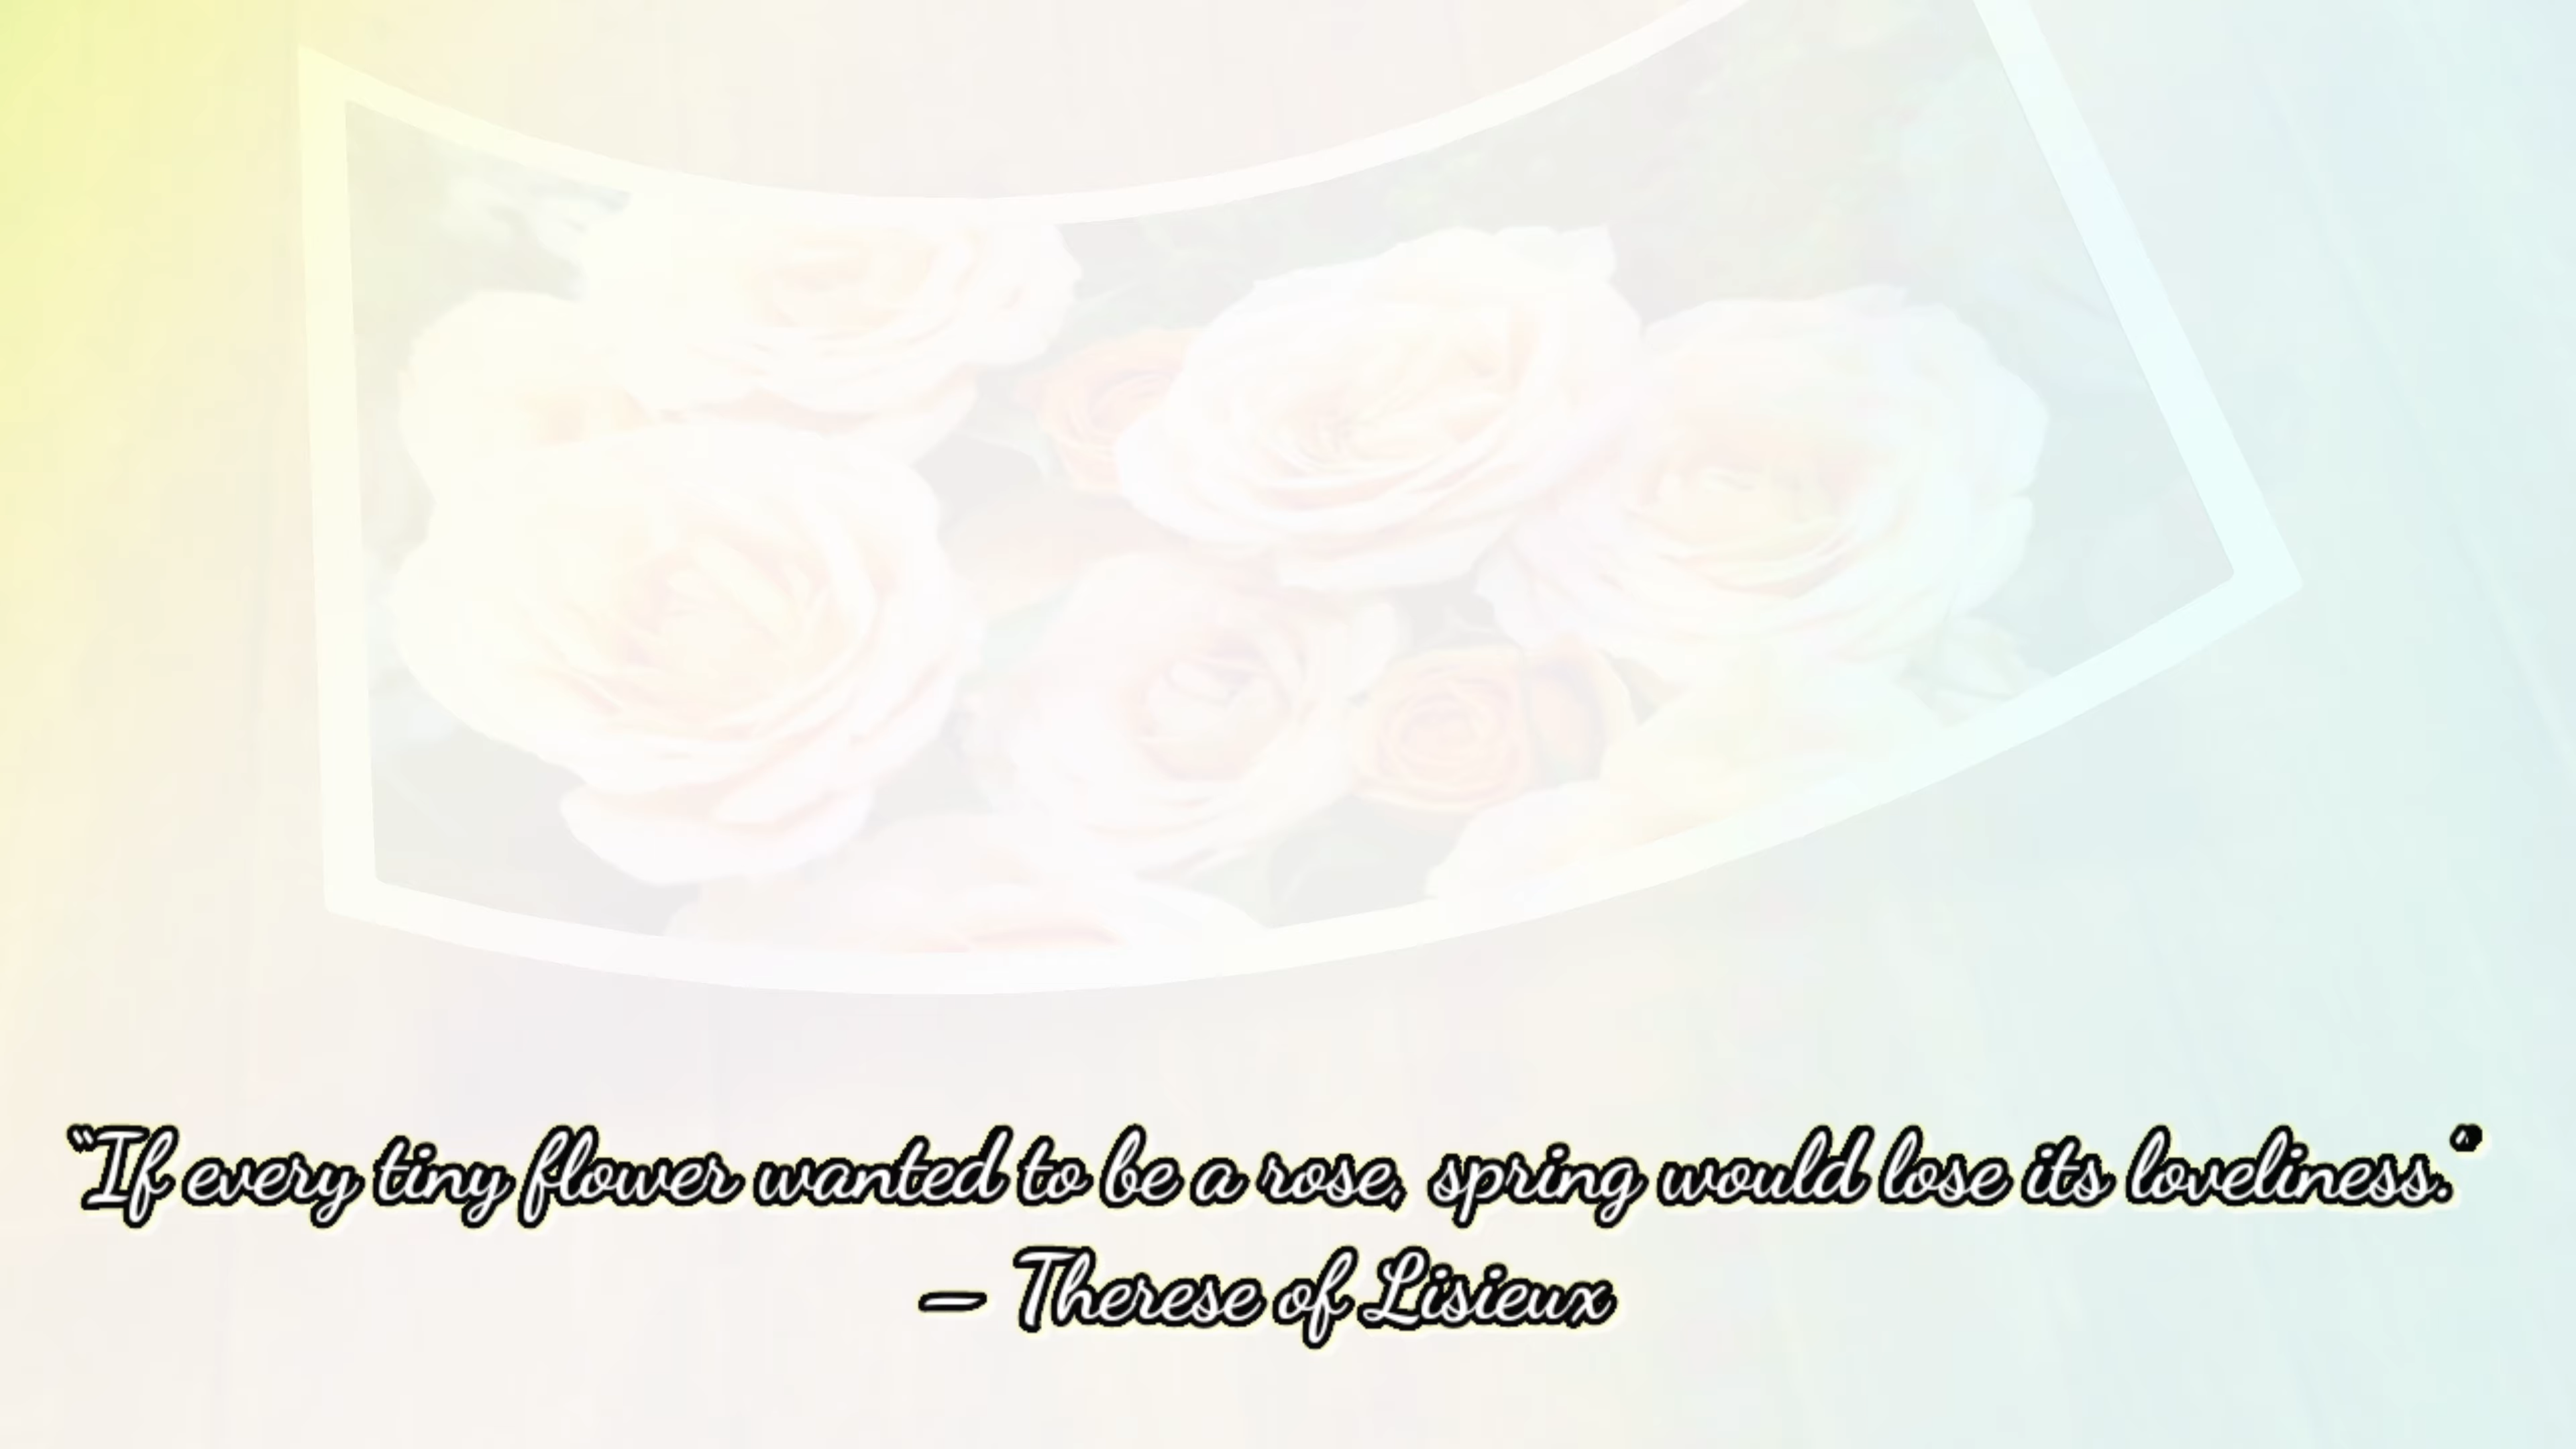 “If every tiny flower wanted to be a rose, spring would lose its loveliness.”
— Therese of Lisieux